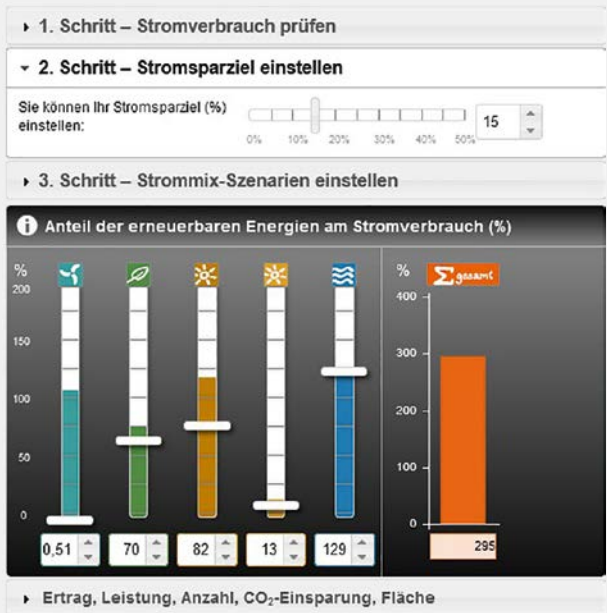 1. Schritt – Stromverbrauch prüfen
2. Schritt – Stromsparziel einstellen
Sie können Ihr Stromsparziel (%)
einstellen:
0% 10% 20% 30% 40% 50%
15
3. Schritt – Strommix-Szenarien einstellen
Anteil der erneuerbaren Energien am Stromverbrauch (%)
%
200
150
100
50
0
0,51 70 82 13 129
% Σ gesamt
400
300
200
100
0
295
Ertrag, Leistung, Anzahl, CO₂-Einsparung, Fläche